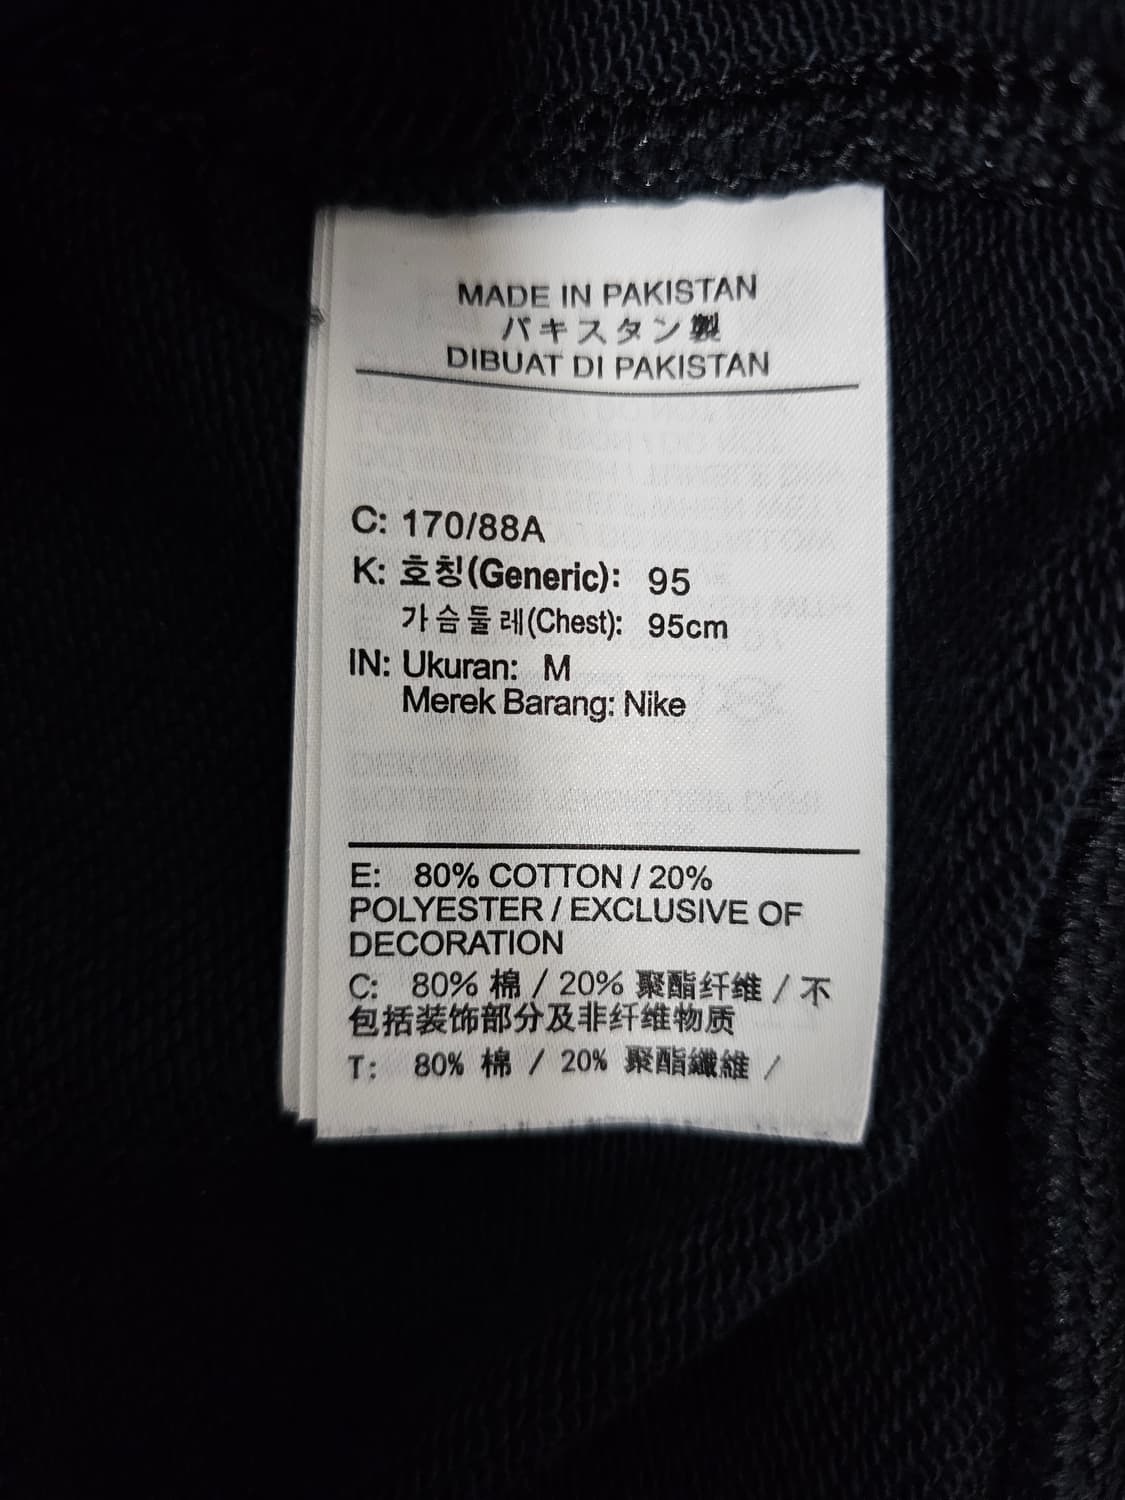 MADE IN PAKISTAN
パキスタン製
DIBUAT DI PAKISTAN
C: 170/88A
K: 호칭(Generic): 95
가슴둘레(Chest): 95cm
IN: Ukuran: M
Merek Barang: Nike
E: 80% COTTON / 20%
POLYESTER / EXCLUSIVE OF
DECORATION
C: 80% 棉 / 20% 聚酯纤维 / 不
包括装饰部分及非纤维物质
T: 80% 棉 / 20% 聚酯纖維 /